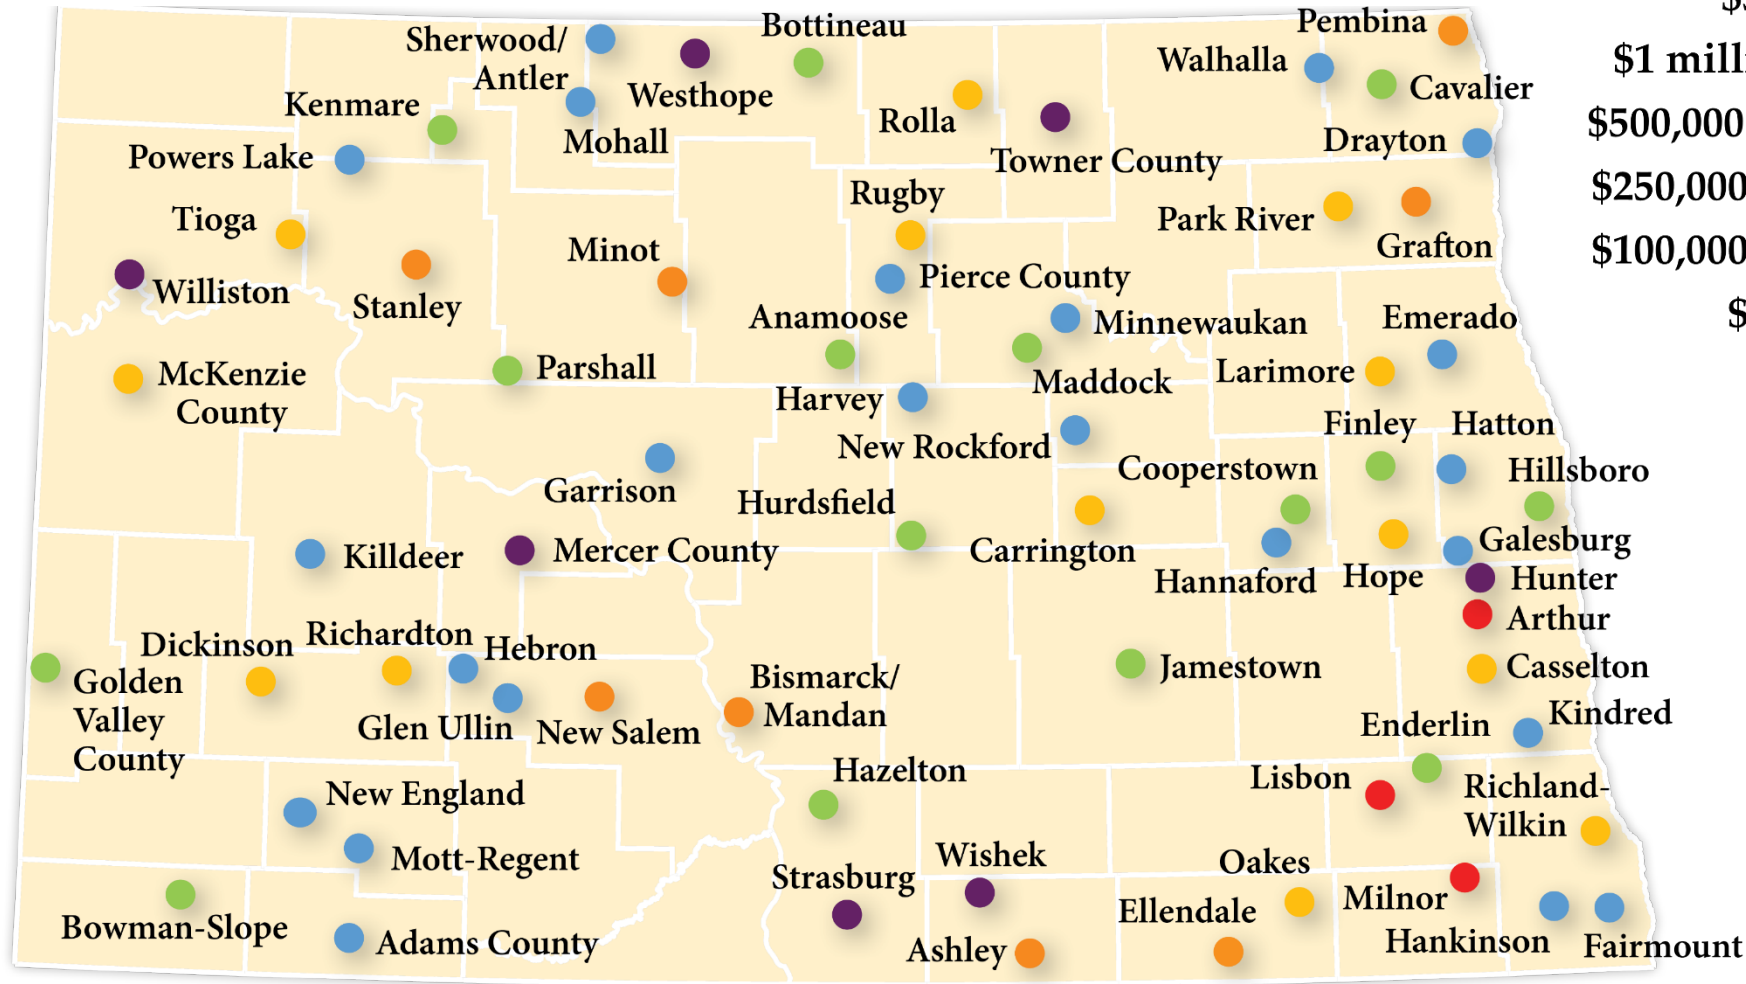 Sherwood/
Antler
Bottineau
Pembina
$1 mill
Walhalla
Cavalier
Westhope
Kenmare
Rolla
$500,000
Mohall
Drayton
Powers Lake
Towner County
$250,000
Rugby
Tioga
Park River
Grafton
Minot
$100,000
Pierce County
Williston
Stanley
Anamoose
Minnewaukan
Emerado
$
McKenzie
County
Parshall
Maddock
Larimore
Harvey
Finley
Hatton
New Rockford
Cooperstown
Hillsboro
Garrison
Hurdsfield
Killdeer
Mercer County
Carrington
Galesburg
Hannaford
Hope
Hunter
Arthur
Dickinson
Richardton
Hebron
Golden
Valley
County
Bismarck/
Mandan
Jamestown
Casselton
Glen Ullin
New Salem
Enderlin
Kindred
Hazelton
Lisbon
Richland-
Wilkin
New England
Mott-Regent
Wishek
Oakes
Strasburg
Milnor
Ellendale
Bowman-Slope
Adams County
Ashley
Hankinson
Fairmount